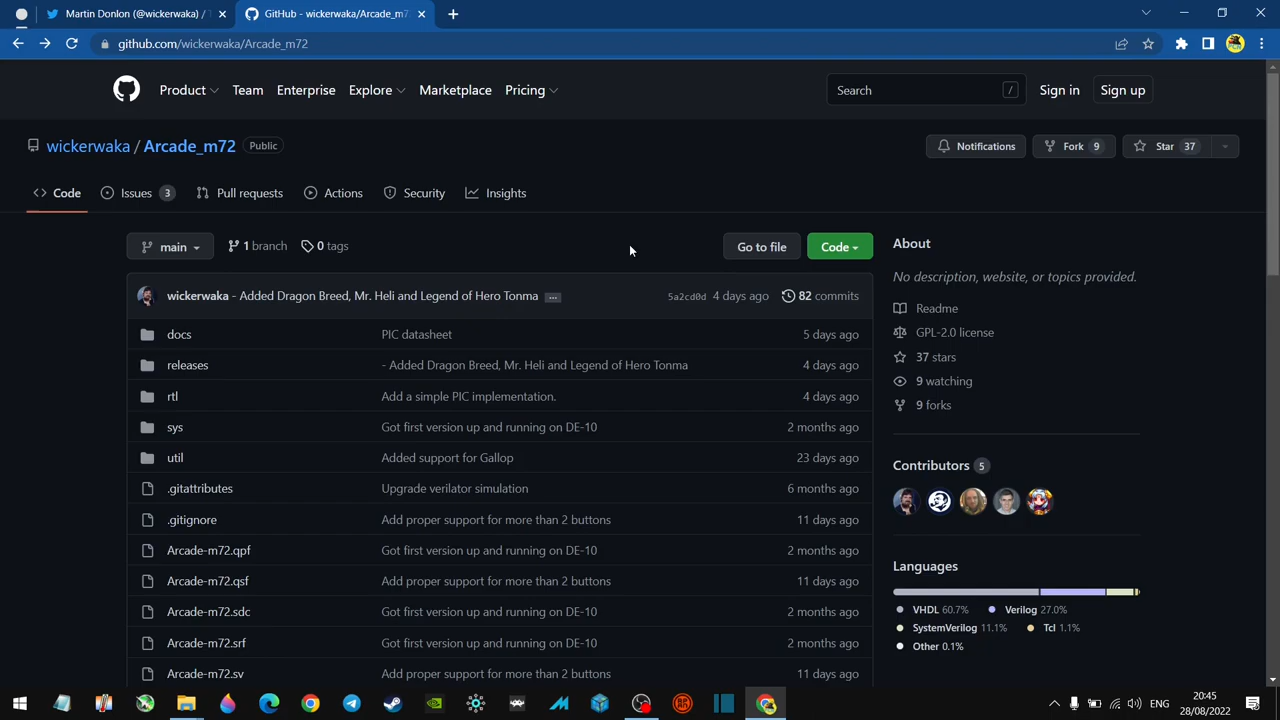 Martin Donlon (@wickerwaka) / T
GitHub - wickerwaka/Arcade_m72
github.com/wickerwaka/Arcade_m72
Product Team Enterprise Explore Marketplace Pricing Search / Sign in Sign up
wickerwaka / Arcade_m72 Public Notifications Fork 9 Star 37
Code Issues 3 Pull requests Actions Security Insights
main 1 branch 0 tags Go to file Code
wickerwaka - Added Dragon Breed, Mr. Heli and Legend of Hero Tonma ... 5a2cd0d 4 days ago 82 commits
docs PIC datasheet 5 days ago
releases - Added Dragon Breed, Mr. Heli and Legend of Hero Tonma 4 days ago
rtl Add a simple PIC implementation. 4 days ago
sys Got first version up and running on DE-10 2 months ago
util Added support for Gallop 23 days ago
.gitattributes Upgrade verilator simulation 6 months ago
.gitignore Add proper support for more than 2 buttons 11 days ago
Arcade-m72.qpf Got first version up and running on DE-10 2 months ago
Arcade-m72.qsf Add proper support for more than 2 buttons 11 days ago
Arcade-m72.sdc Got first version up and running on DE-10 2 months ago
Arcade-m72.srf Got first version up and running on DE-10 2 months ago
Arcade-m72.sv Add proper support for more than 2 buttons 11 days ago
About
No description, website, or topics provided.
Readme
GPL-2.0 license
37 stars
9 watching
9 forks
Contributors 5
Languages
VHDL 60.7% Verilog 27.0%
SystemVerilog 11.1% Tcl 1.1%
Other 0.1%
ENG
20:45
28/08/2022